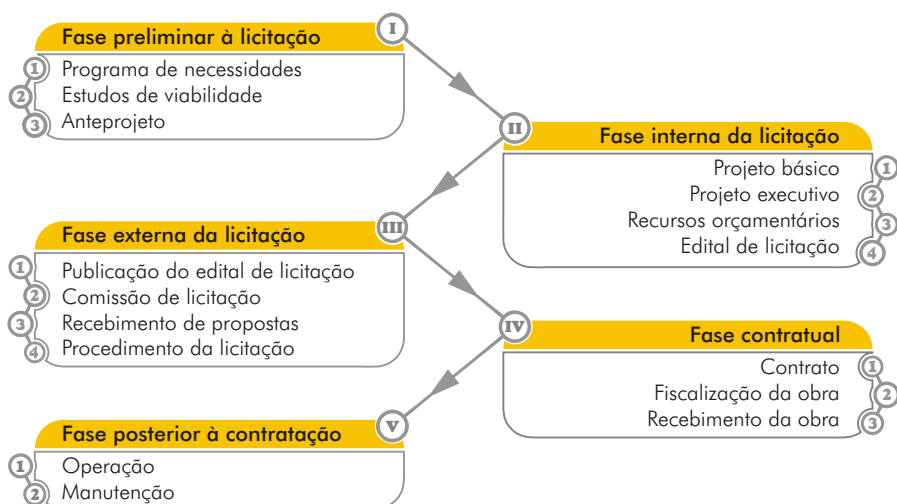 I
Fase preliminar à licitação
1 Programa de necessidades
2 Estudos de viabilidade
3 Anteprojeto
II
Fase interna da licitação
Projeto básico 1
Projeto executivo 2
Recursos orçamentários 3
Edital de licitação 4
III
Fase externa da licitação
1 Publicação do edital de licitação
2 Comissão de licitação
3 Recebimento de propostas
4 Procedimento da licitação
IV
Fase contratual
Contrato 1
Fiscalização da obra 2
Recebimento da obra 3
V
Fase posterior à contratação
1 Operação
2 Manutenção